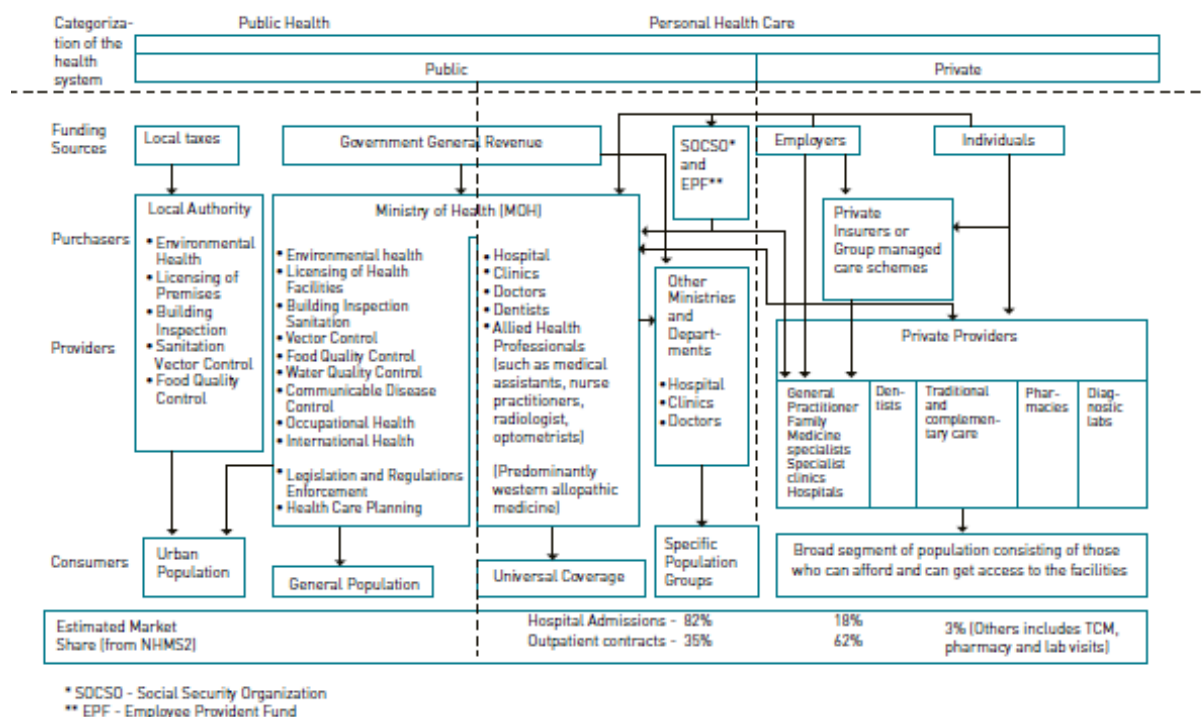 Categoriza-
tion of the
health
system
Public Health
Personal Health Care
Public
Private
Funding
Sources
Local taxes
Government General Revenue
SOCSO*
and
EPF**
Employers
Individuals
Purchasers
Providers
Local Authority
• Environmental
Health
• Licensing of
Premises
• Building
Inspection
• Sanitation
Vector Control
• Food Quality
Control
Ministry of Health (MOH)
• Environmental health
• Licensing of Health
Facilities
• Building Inspection
Sanitation
• Vector Control
• Food Quality Control
• Water Quality Control
• Communicable Disease
Control
• Occupational Health
• International Health
• Legislation and Regulations
Enforcement
• Health Care Planning
• Hospital
• Clinics
• Doctors
• Dentists
• Allied Health
Professionals
(such as medical
assistants, nurse
practitioners,
radiologist,
optometrists)
(Predominantly
western allopathic
medicine)
Other
Ministries
and
Depart-
ments
• Hospital
• Clinics
• Doctors
Private
Insurers or
Group managed
care schemes
Private Providers
General
Practitioner
Family
Medicine
specialists
Specialist
clinics
Hospitals
Den-
tists
Traditional
and
complemen-
tary care
Phar-
macies
Diag-
nostic
labs
Consumers
Urban
Population
General Population
Universal Coverage
Specific
Population
Groups
Broad segment of population consisting of those
who can afford and can get access to the facilities
Estimated Market
Share (from NHMS2)
Hospital Admissions - 82%
Outpatient contracts - 35%
18%
62%
3% (Others includes TCM,
pharmacy and lab visits)
* SOCSO - Social Security Organization
** EPF - Employee Provident Fund